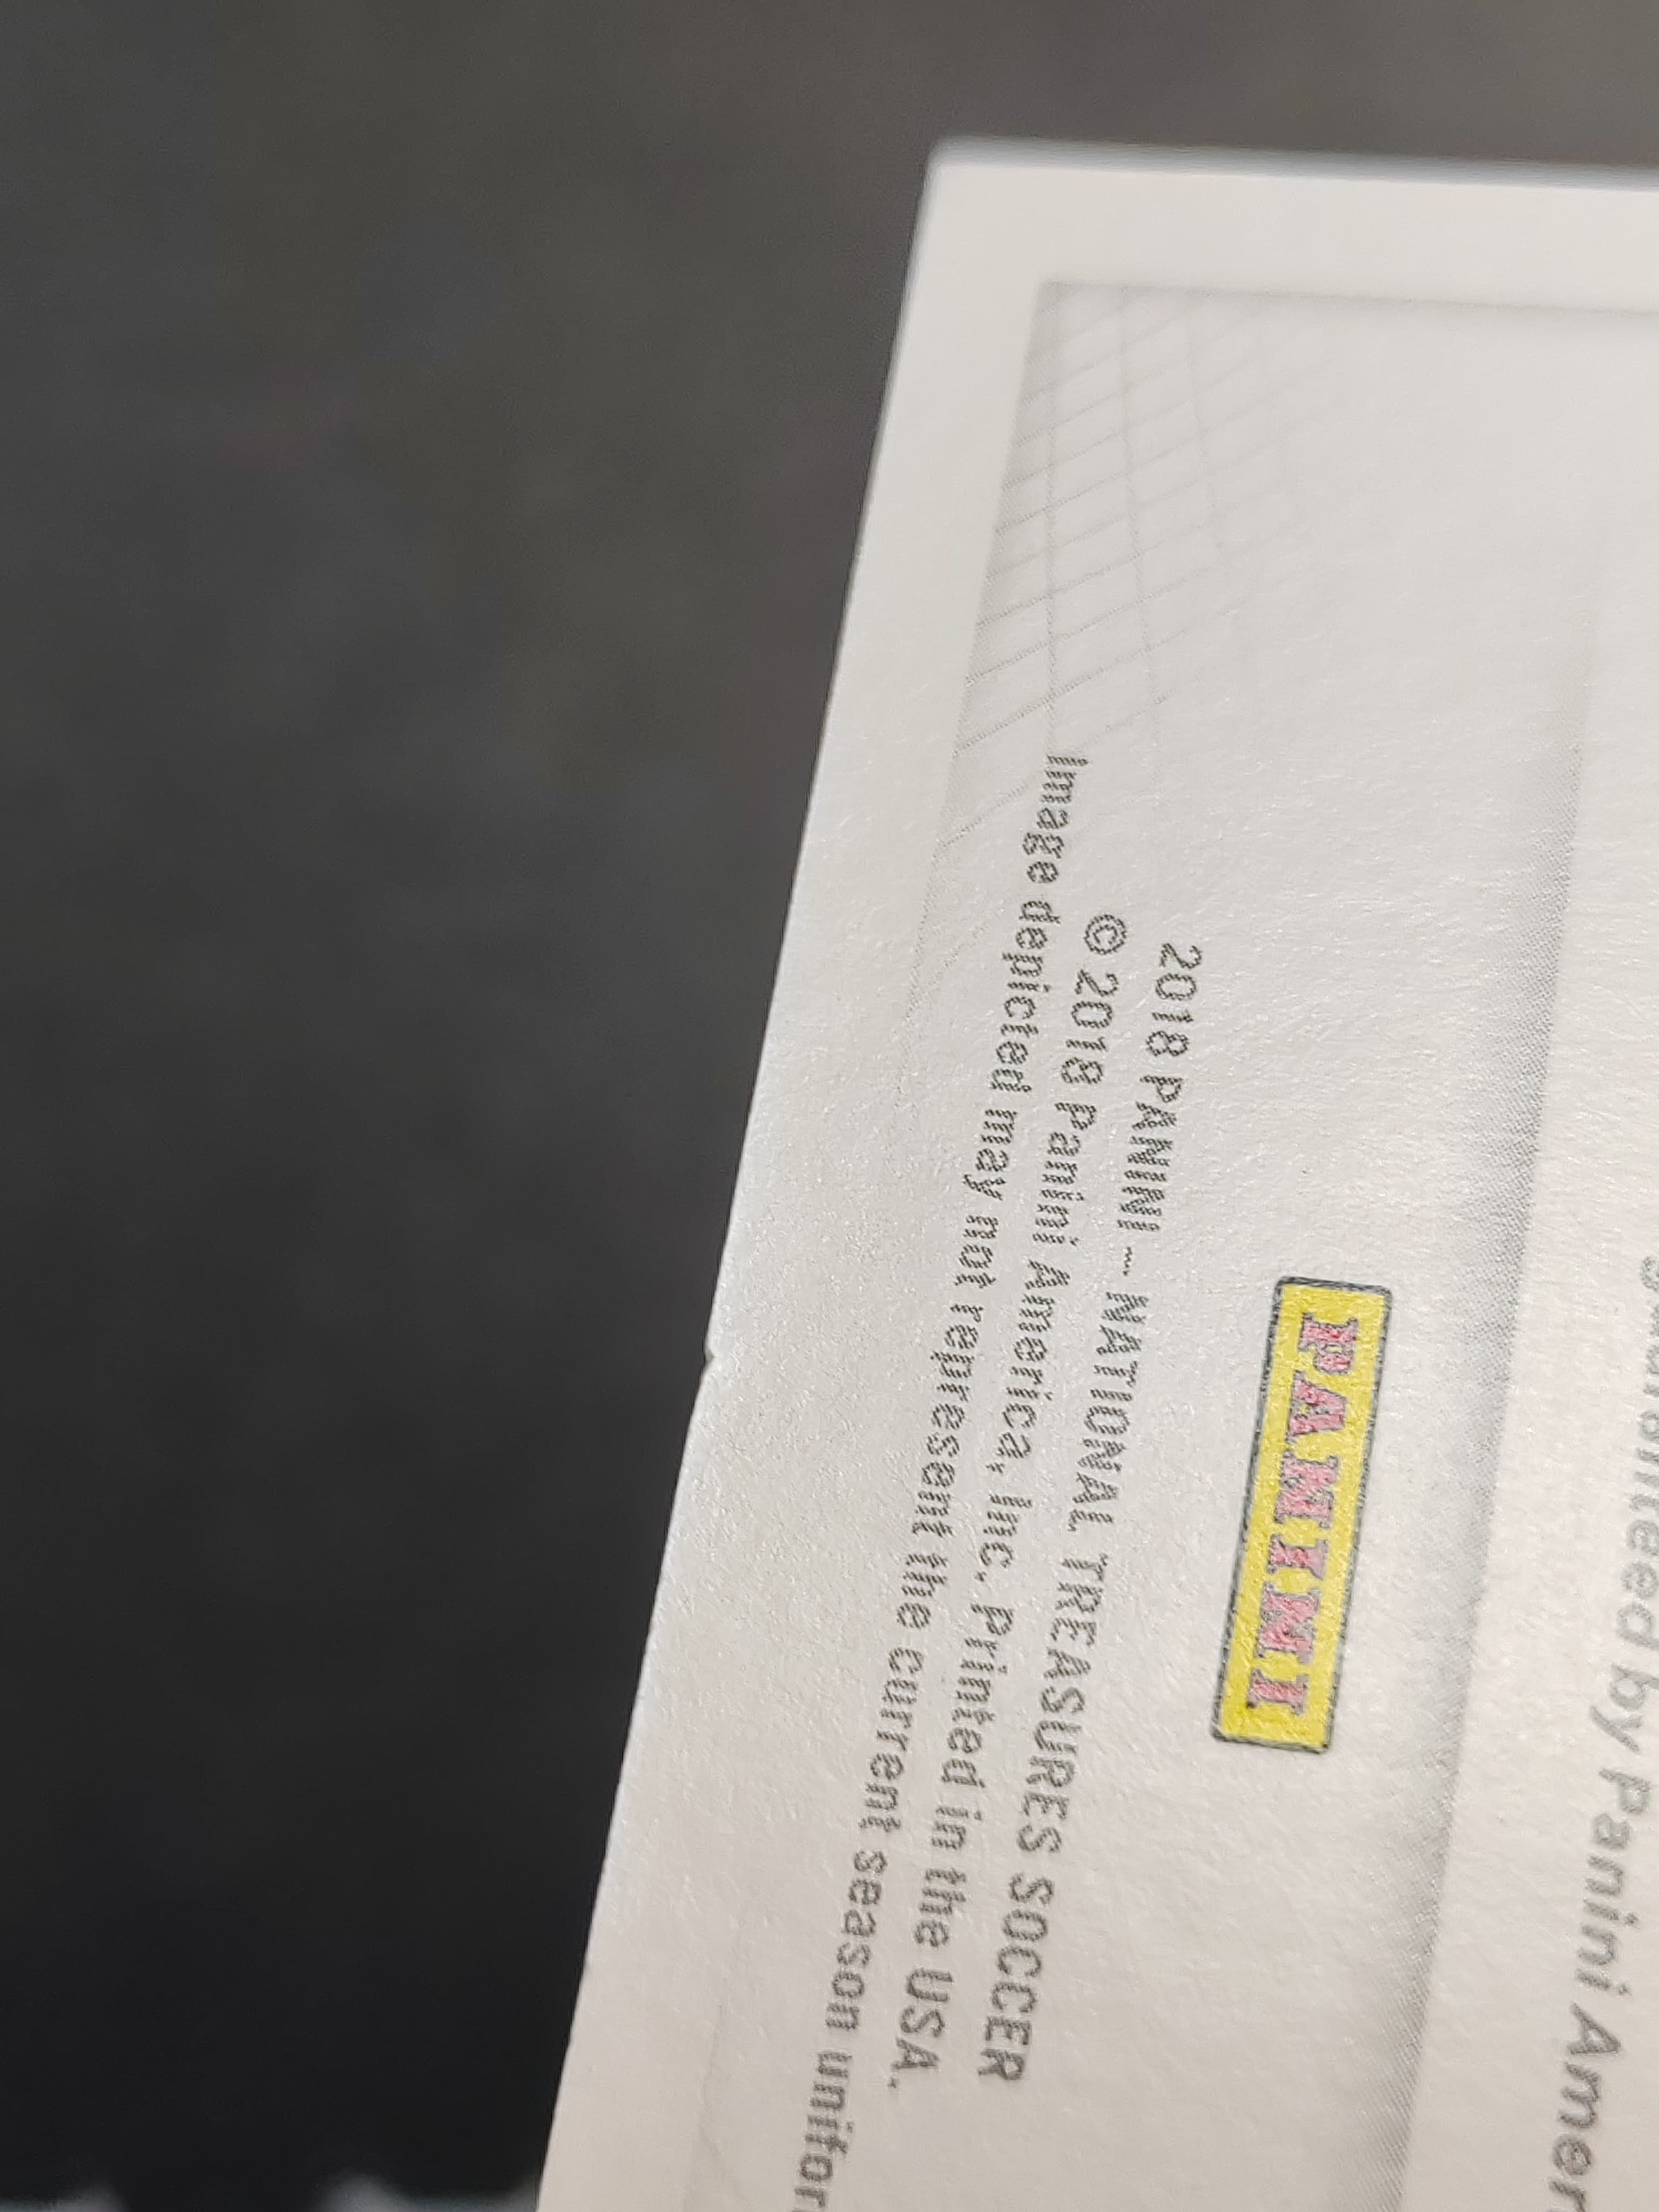 guaranteed by Panini Amer
PANINI
2018 PANINI – NATIONAL TREASURES SOCCER
© 2018 Panini America, Inc. Printed in the USA.
Image depicted may not represent the current season unifor